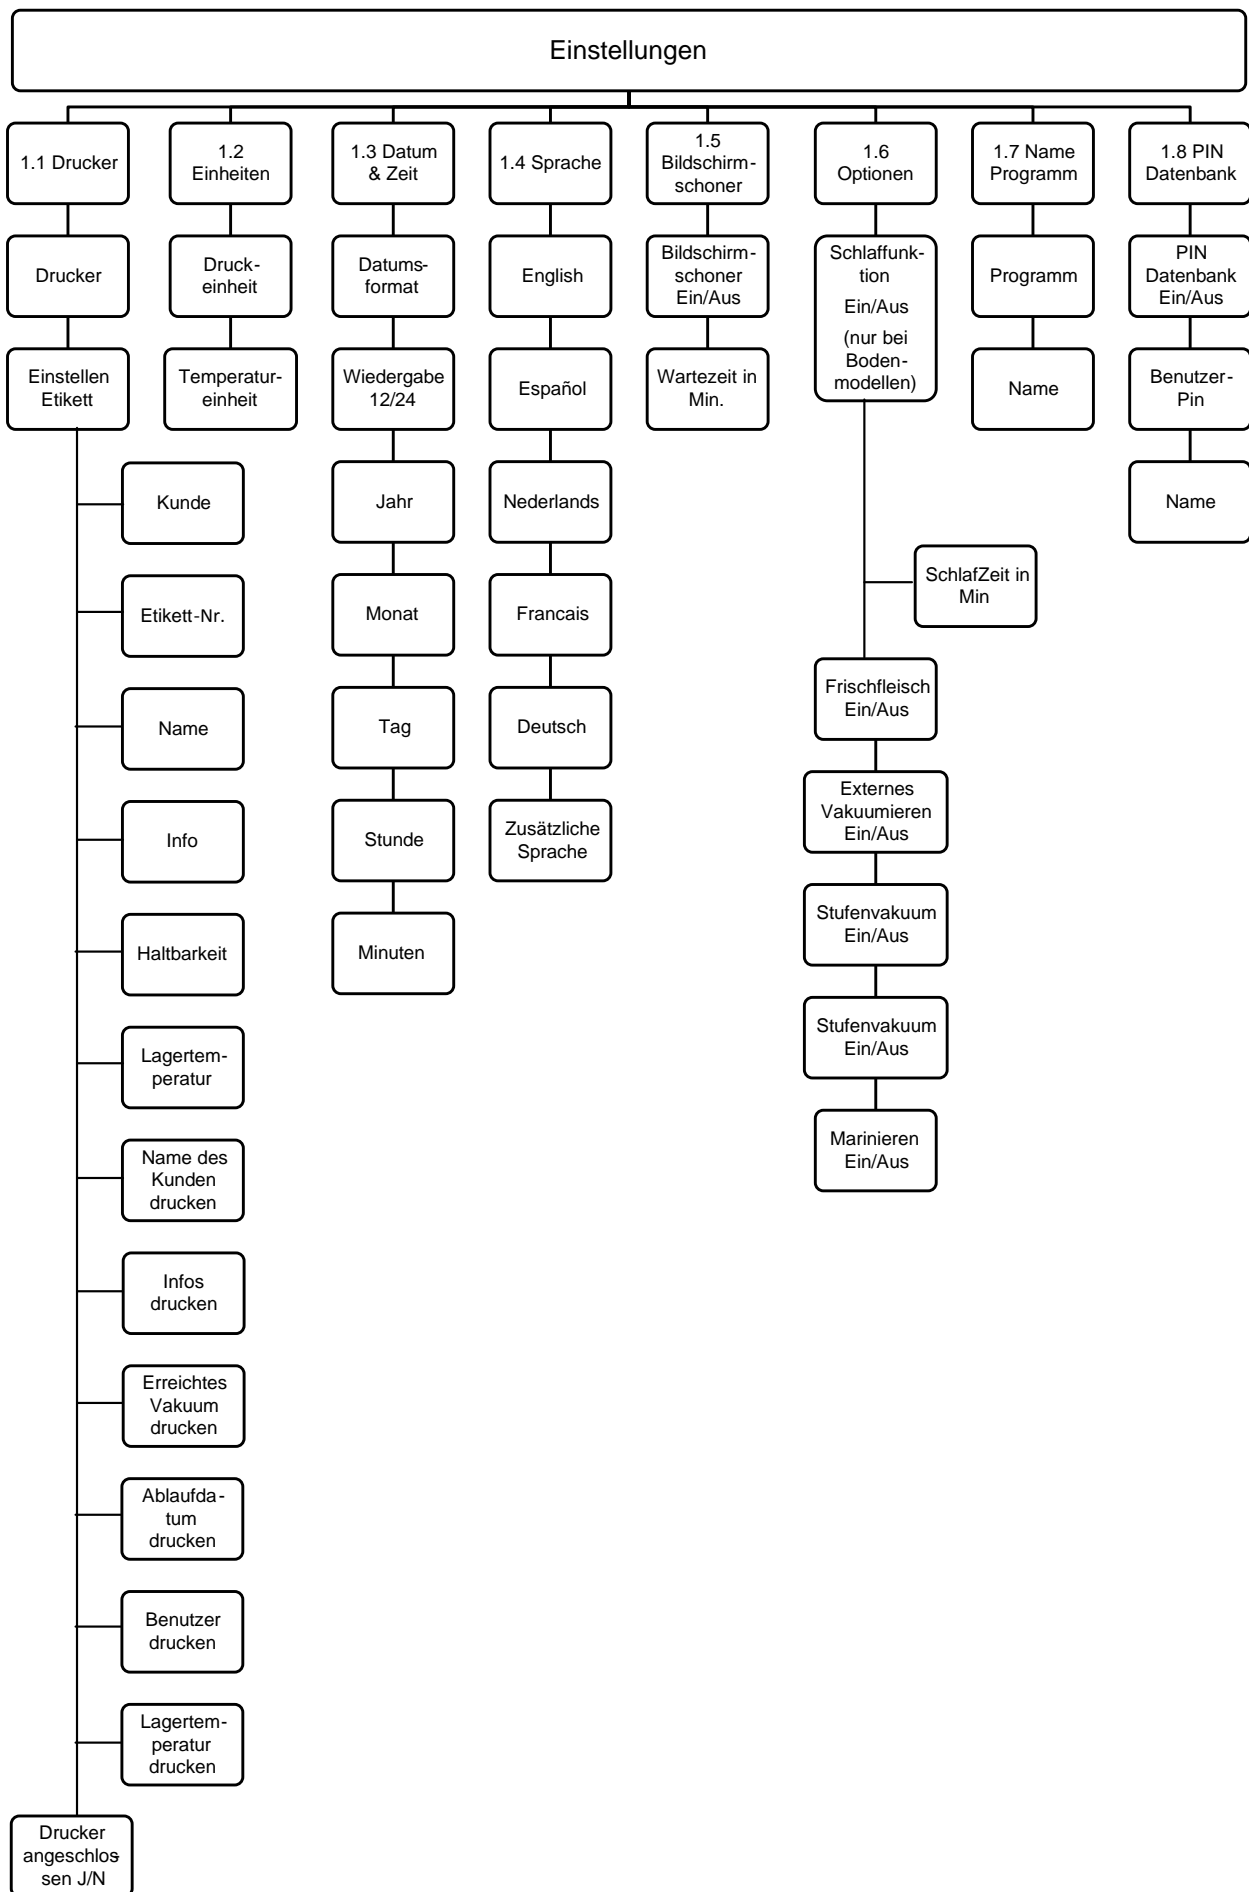 Einstellungen
1.1 Drucker
Drucker
Einstellen
Etikett
Kunde
Etikett-Nr.
Name
Info
Haltbarkeit
Lagertem-
peratur
Name des
Kunden
drucken
Infos
drucken
Erreichtes
Vakuum
drucken
Ablaufda-
tum
drucken
Benutzer
drucken
Lagertem-
peratur
drucken
Drucker
angeschlos-
sen J/N
1.2
Einheiten
Druck-
einheit
Temperatur-
einheit
1.3 Datum
& Zeit
Datums-
format
Wiedergabe
12/24
Jahr
Monat
Tag
Stunde
Minuten
1.4 Sprache
English
Español
Nederlands
Francais
Deutsch
Zusätzliche
Sprache
1.5
Bildschirm-
schoner
Bildschirm-
schoner
Ein/Aus
Wartezeit in
Min.
1.6
Optionen
Schlaffunk-
tion
Ein/Aus
(nur bei
Boden-
modellen)
SchlafZeit in
Min
Frischfleisch
Ein/Aus
Externes
Vakuumieren
Ein/Aus
Stufenvakuum
Ein/Aus
Stufenvakuum
Ein/Aus
Marinieren
Ein/Aus
1.7 Name
Programm
Programm
Name
1.8 PIN
Datenbank
PIN
Datenbank
Ein/Aus
Benutzer-
Pin
Name